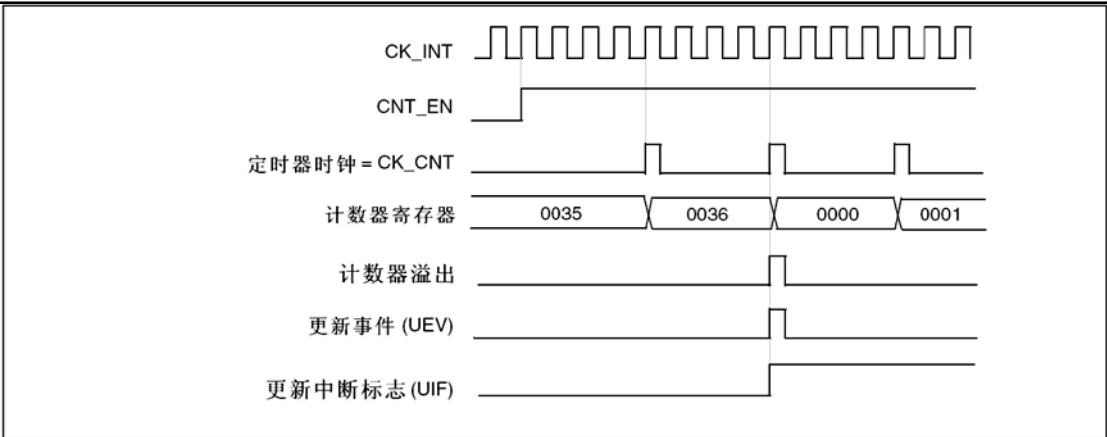 CK_INT
CNT_EN
定时器时钟 = CK_CNT
计数器寄存器 0035 0036 0000 0001
计数器溢出
更新事件 (UEV)
更新中断标志 (UIF)